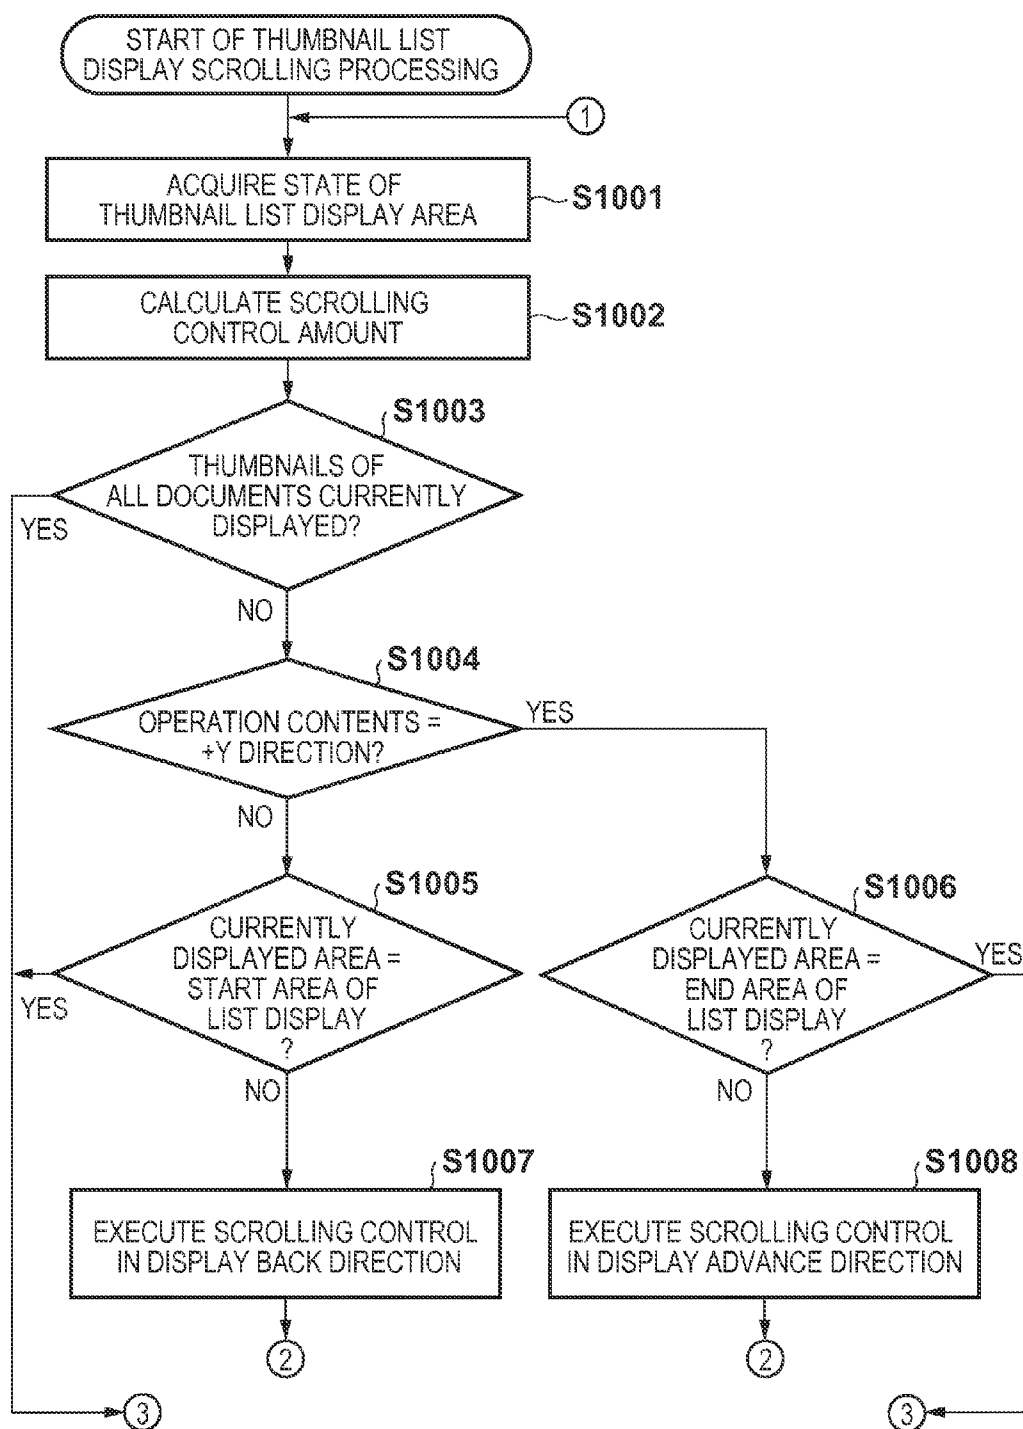 START OF THUMBNAIL LIST
DISPLAY SCROLLING PROCESSING
1
ACQUIRE STATE OF
THUMBNAIL LIST DISPLAY AREA
S1001
CALCULATE SCROLLING
CONTROL AMOUNT
S1002
S1003
THUMBNAILS OF
ALL DOCUMENTS CURRENTLY
DISPLAYED?
YES
NO
S1004
OPERATION CONTENTS =
+Y DIRECTION?
YES
NO
S1005
CURRENTLY
DISPLAYED AREA =
START AREA OF
LIST DISPLAY
?
YES
NO
S1006
CURRENTLY
DISPLAYED AREA =
END AREA OF
LIST DISPLAY
?
YES
NO
S1007
EXECUTE SCROLLING CONTROL
IN DISPLAY BACK DIRECTION
S1008
EXECUTE SCROLLING CONTROL
IN DISPLAY ADVANCE DIRECTION
2
2
3
3